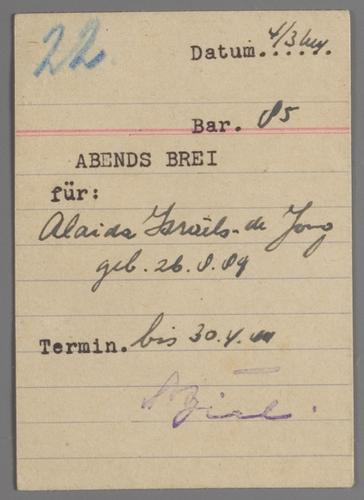 22
Datum. 4/3 44.
Bar. 85
ABENDS BREI
für:
Alaida Israëls-de Jong
geb. 26.8.89
Termin. bis 30.4.44